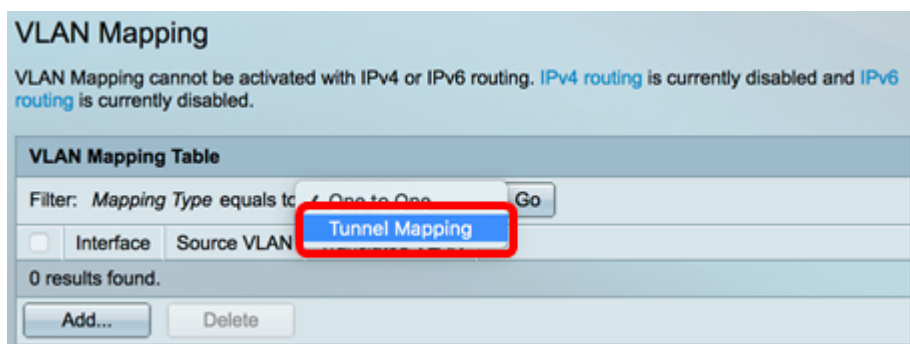 VLAN Mapping
VLAN Mapping cannot be activated with IPv4 or IPv6 routing. IPv4 routing is currently disabled and IPv6
routing is currently disabled.
VLAN Mapping Table
Filter: Mapping Type equals to ✓ One to One Go
Tunnel Mapping
Interface Source VLAN
0 results found.
Add... Delete